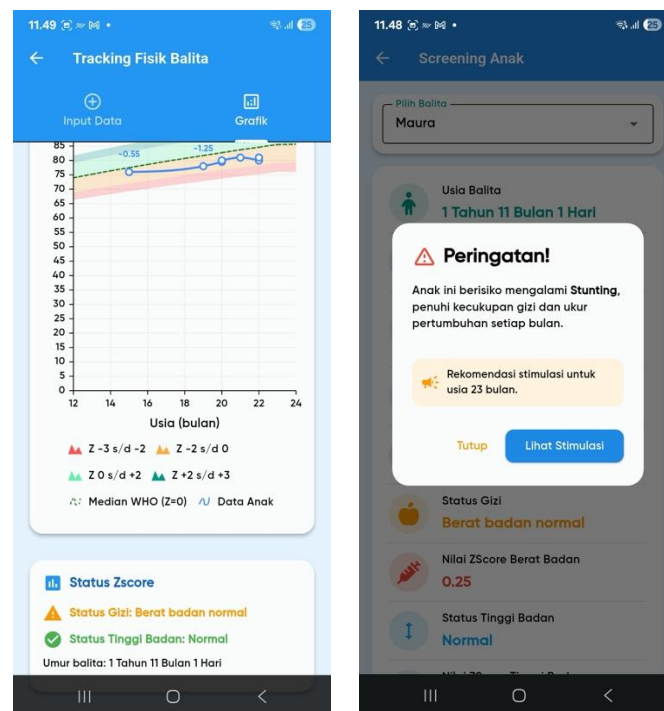 11.49
25
Tracking Fisik Balita
Input Data
Grafik
85
80
75
70
65
60
55
50
45
40
35
30
25
20
15
10
5
0
-0.55
-1.25
12 14 16 18 20 22 24
Usia (bulan)
Z -3 s/d -2 Z -2 s/d 0
Z 0 s/d +2 Z +2 s/d +3
Median WHO (Z=0) Data Anak
Status Zscore
Status Gizi: Berat badan normal
Status Tinggi Badan: Normal
Umur balita: 1 Tahun 11 Bulan 1 Hari
11.48
25
Screening Anak
Pilih Balita
Maura
Usia Balita
1 Tahun 11 Bulan 1 Hari
Peringatan!
Anak ini berisiko mengalami Stunting,
penuhi kecukupan gizi dan ukur
pertumbuhan setiap bulan.
Rekomendasi stimulasi untuk
usia 23 bulan.
Tutup
Lihat Stimulasi
Status Gizi
Berat badan normal
Nilai ZScore Berat Badan
0.25
Status Tinggi Badan
Normal